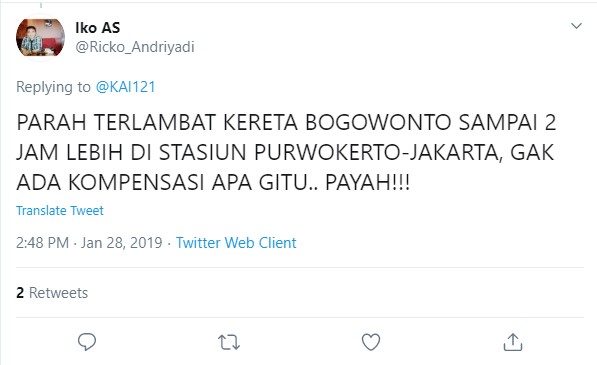 Iko AS
@Ricko_Andriyadi
Replying to @KAI121
PARAH TERLAMBAT KERETA BOGOWONTO SAMPAI 2
JAM LEBIH DI STASIUN PURWOKERTO-JAKARTA, GAK
ADA KOMPENSASI APA GITU.. PAYAH!!!
Translate Tweet
2:48 PM · Jan 28, 2019 · Twitter Web Client
2 Retweets